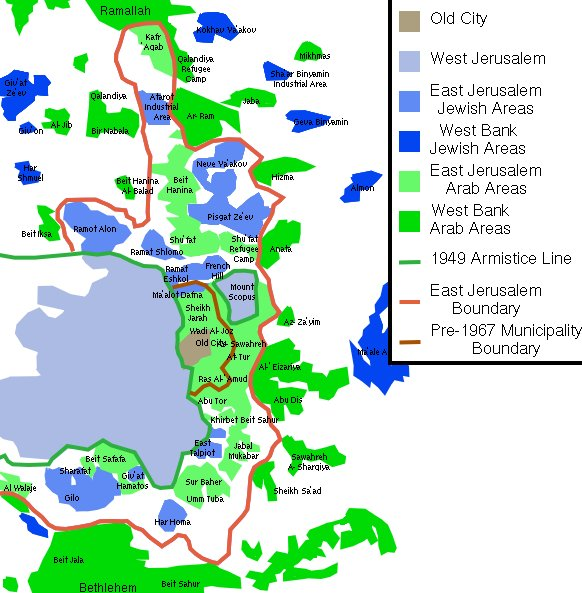 Ramallah
Kokhav Ya'akov
Kafr
'Aqab
Qalandiya
Refugee
Camp
Mikhmas
Giv'at
Ze'ev
Sha'ar Binyamin
Industrial Area
Qalandiya
Atarot
Industrial
Area
Jaba
Giv'on
Al-Jib
Bir Nabala
Ar-Ram
Geva Binyamin
Har
Shmuel
Neve Ya'akov
Beit Hanina
Al-Balad
Beit
Hanina
Hizma
Almon
Pisgat Ze'ev
Beit Iksa
Ramot Alon
Shu'fat
Shu'fat
Refugee
Camp
Anata
Ramat Shlomo
Ramat
Eshkol
French
Hill
Ma'alot Dafna
Mount
Scopus
Sheikh
Jarah
Wadi Al-Joz
Old City
As-Sawahreh
Az-Za'yim
At-Tur
Ma'ale A
Al-'Eizariya
Ras Al-'Amud
Abu Tor
Abu Dis
Khirbet Beit Sahur
East
Talpiot
Jabal
Mukabar
Beit Safafa
Sharafat
Giv'at
Hamatos
Sawahreh
A-Sharqiya
Al Walaje
Gilo
Sur Baher
Umm Tuba
Sheikh Sa'ad
Har Homa
Beit Jala
Bethlehem
Beit Sahur
Old City
West Jerusalem
East Jerusalem
Jewish Areas
West Bank
Jewish Areas
East Jerusalem
Arab Areas
West Bank
Arab Areas
1949 Armistice Line
East Jerusalem
Boundary
Pre-1967 Municipality
Boundary